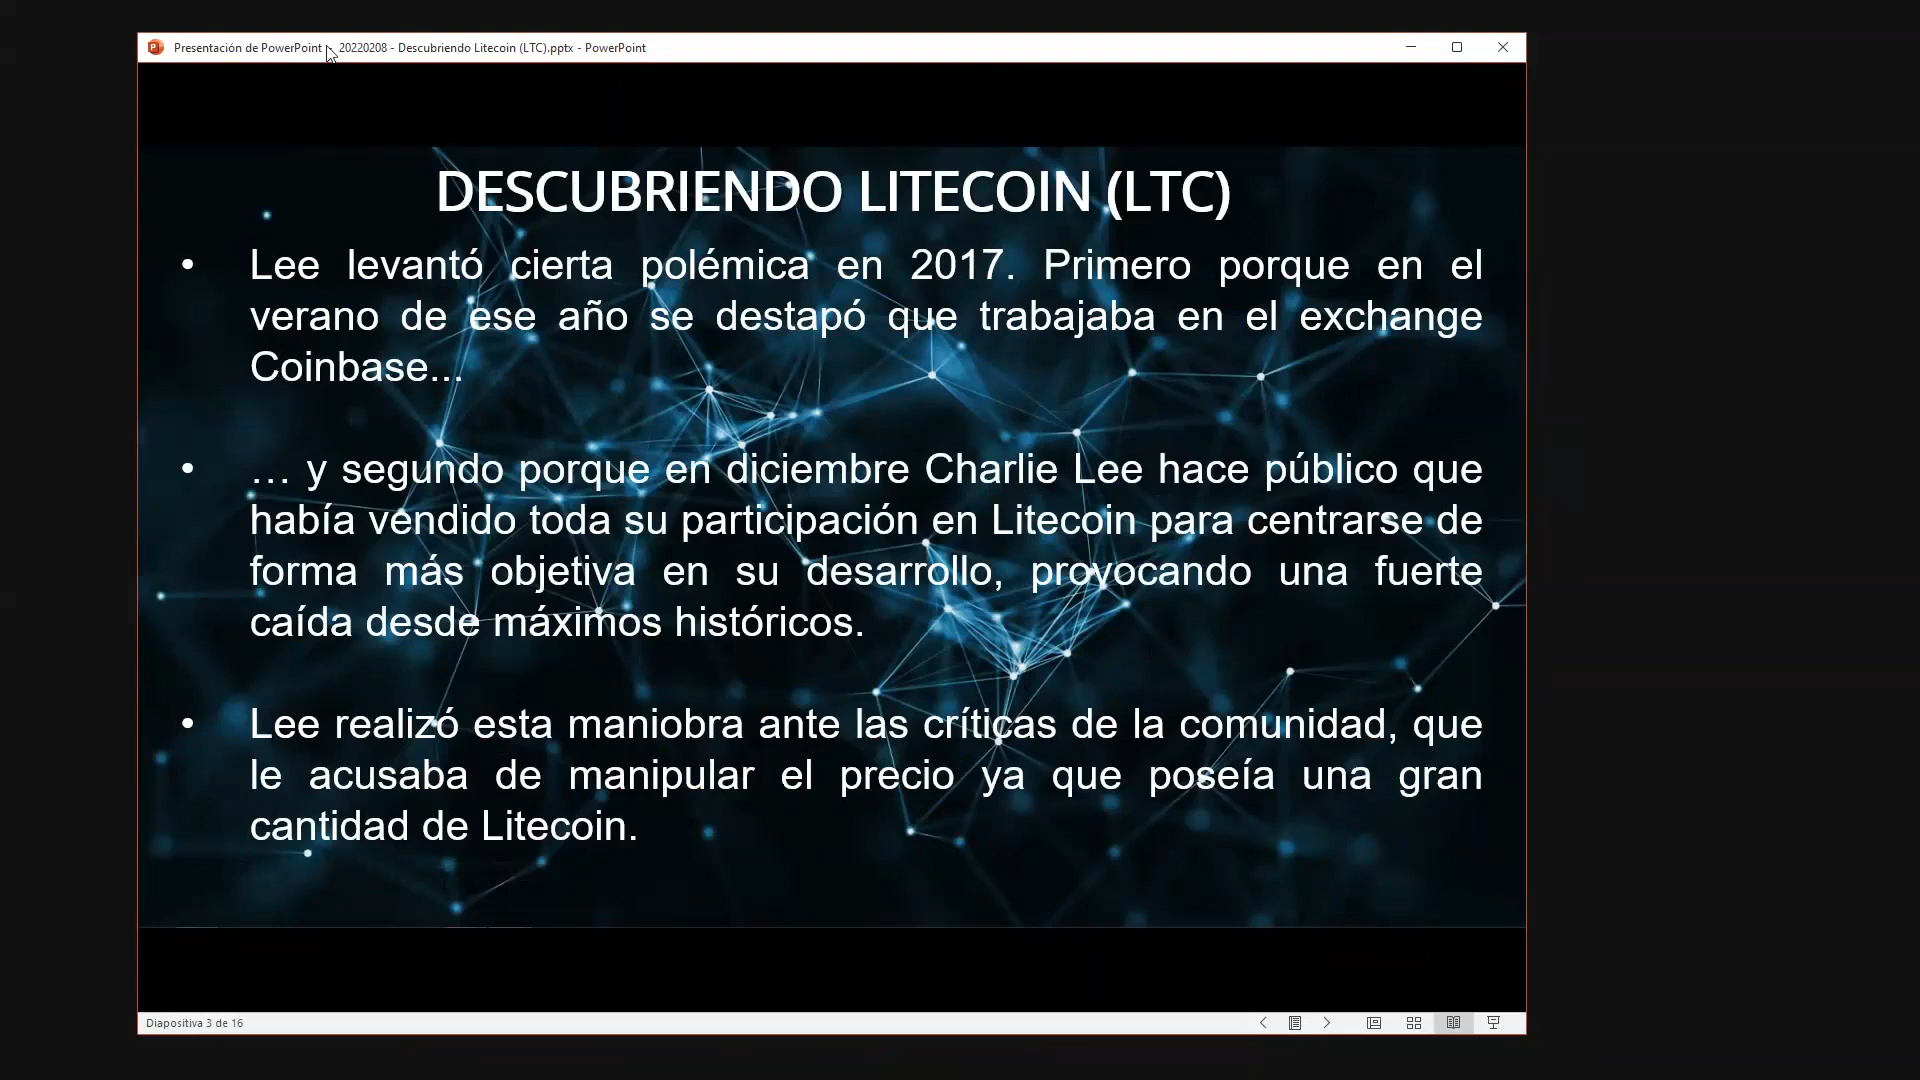 Presentación de PowerPoint - 20220208 - Descubriendo Litecoin (LTC).pptx - PowerPoint
DESCUBRIENDO LITECOIN (LTC)
• Lee levantó cierta polémica en 2017. Primero porque en el
verano de ese año se destapó que trabajaba en el exchange
Coinbase...
• … y segundo porque en diciembre Charlie Lee hace público que
había vendido toda su participación en Litecoin para centrarse de
forma más objetiva en su desarrollo, provocando una fuerte
caída desde máximos históricos.
• Lee realizó esta maniobra ante las críticas de la comunidad, que
le acusaba de manipular el precio ya que poseía una gran
cantidad de Litecoin.
Diapositiva 3 de 16